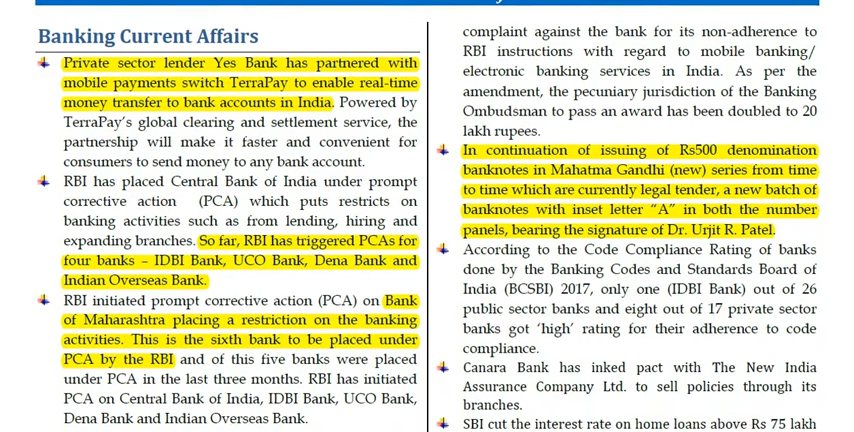 Banking Current Affairs
Private sector lender Yes Bank has partnered with
mobile payments switch TerraPay to enable real-time
money transfer to bank accounts in India. Powered by
TerraPay's global clearing and settlement service, the
partnership will make it faster and convenient for
consumers to send money to any bank account.
RBI has placed Central Bank of India under prompt
corrective action (PCA) which puts restricts on
banking activities such as from lending, hiring and
expanding branches. So far, RBI has triggered PCAs for
four banks – IDBI Bank, UCO Bank, Dena Bank and
Indian Overseas Bank.
RBI initiated prompt corrective action (PCA) on Bank
of Maharashtra placing a restriction on the banking
activities. This is the sixth bank to be placed under
PCA by the RBI and of this five banks were placed
under PCA in the last three months. RBI has initiated
PCA on Central Bank of India, IDBI Bank, UCO Bank,
Dena Bank and Indian Overseas Bank.
complaint against the bank for its non-adherence to
RBI instructions with regard to mobile banking/
electronic banking services in India. As per the
amendment, the pecuniary jurisdiction of the Banking
Ombudsman to pass an award has been doubled to 20
lakh rupees.
In continuation of issuing of Rs500 denomination
banknotes in Mahatma Gandhi (new) series from time
to time which are currently legal tender, a new batch of
banknotes with inset letter "A" in both the number
panels, bearing the signature of Dr. Urjit R. Patel.
According to the Code Compliance Rating of banks
done by the Banking Codes and Standards Board of
India (BCSBI) 2017, only one (IDBI Bank) out of 26
public sector banks and eight out of 17 private sector
banks got 'high' rating for their adherence to code
compliance.
Canara Bank has inked pact with The New India
Assurance Company Ltd. to sell policies through its
branches.
SBI cut the interest rate on home loans above Rs 75 lakh